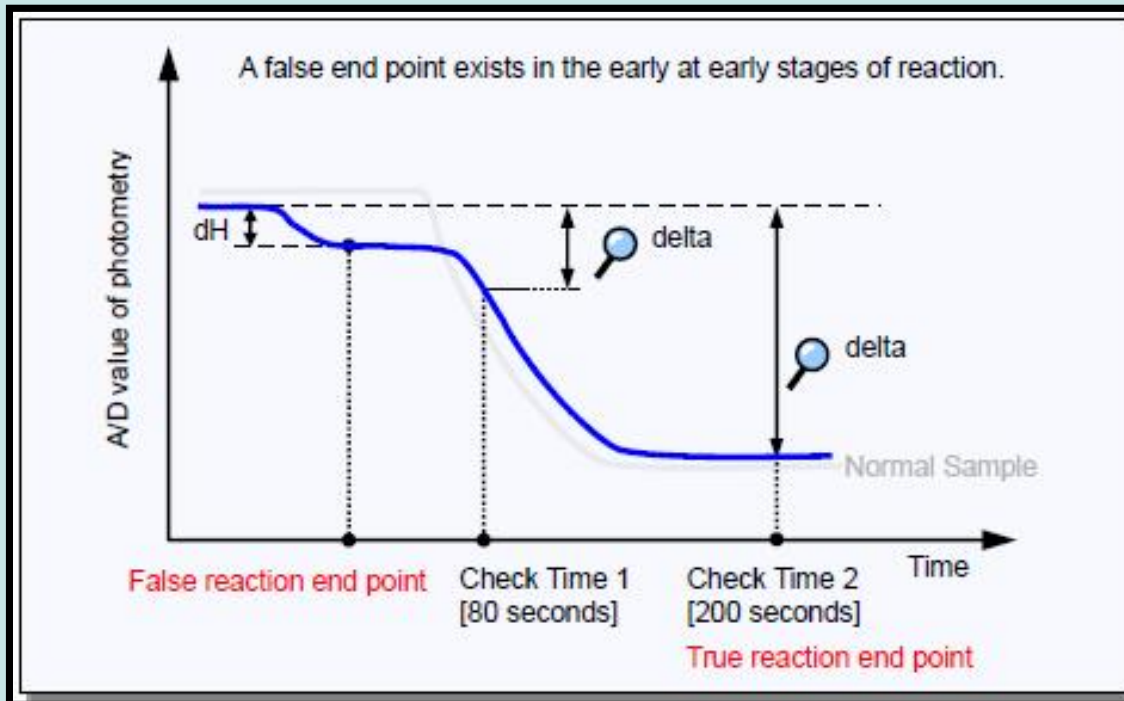 A false end point exists in the early at early stages of reaction.
A/D value of photometry
dH
delta
delta
Normal Sample
Time
False reaction end point
Check Time 1
[80 seconds]
Check Time 2
[200 seconds]
True reaction end point